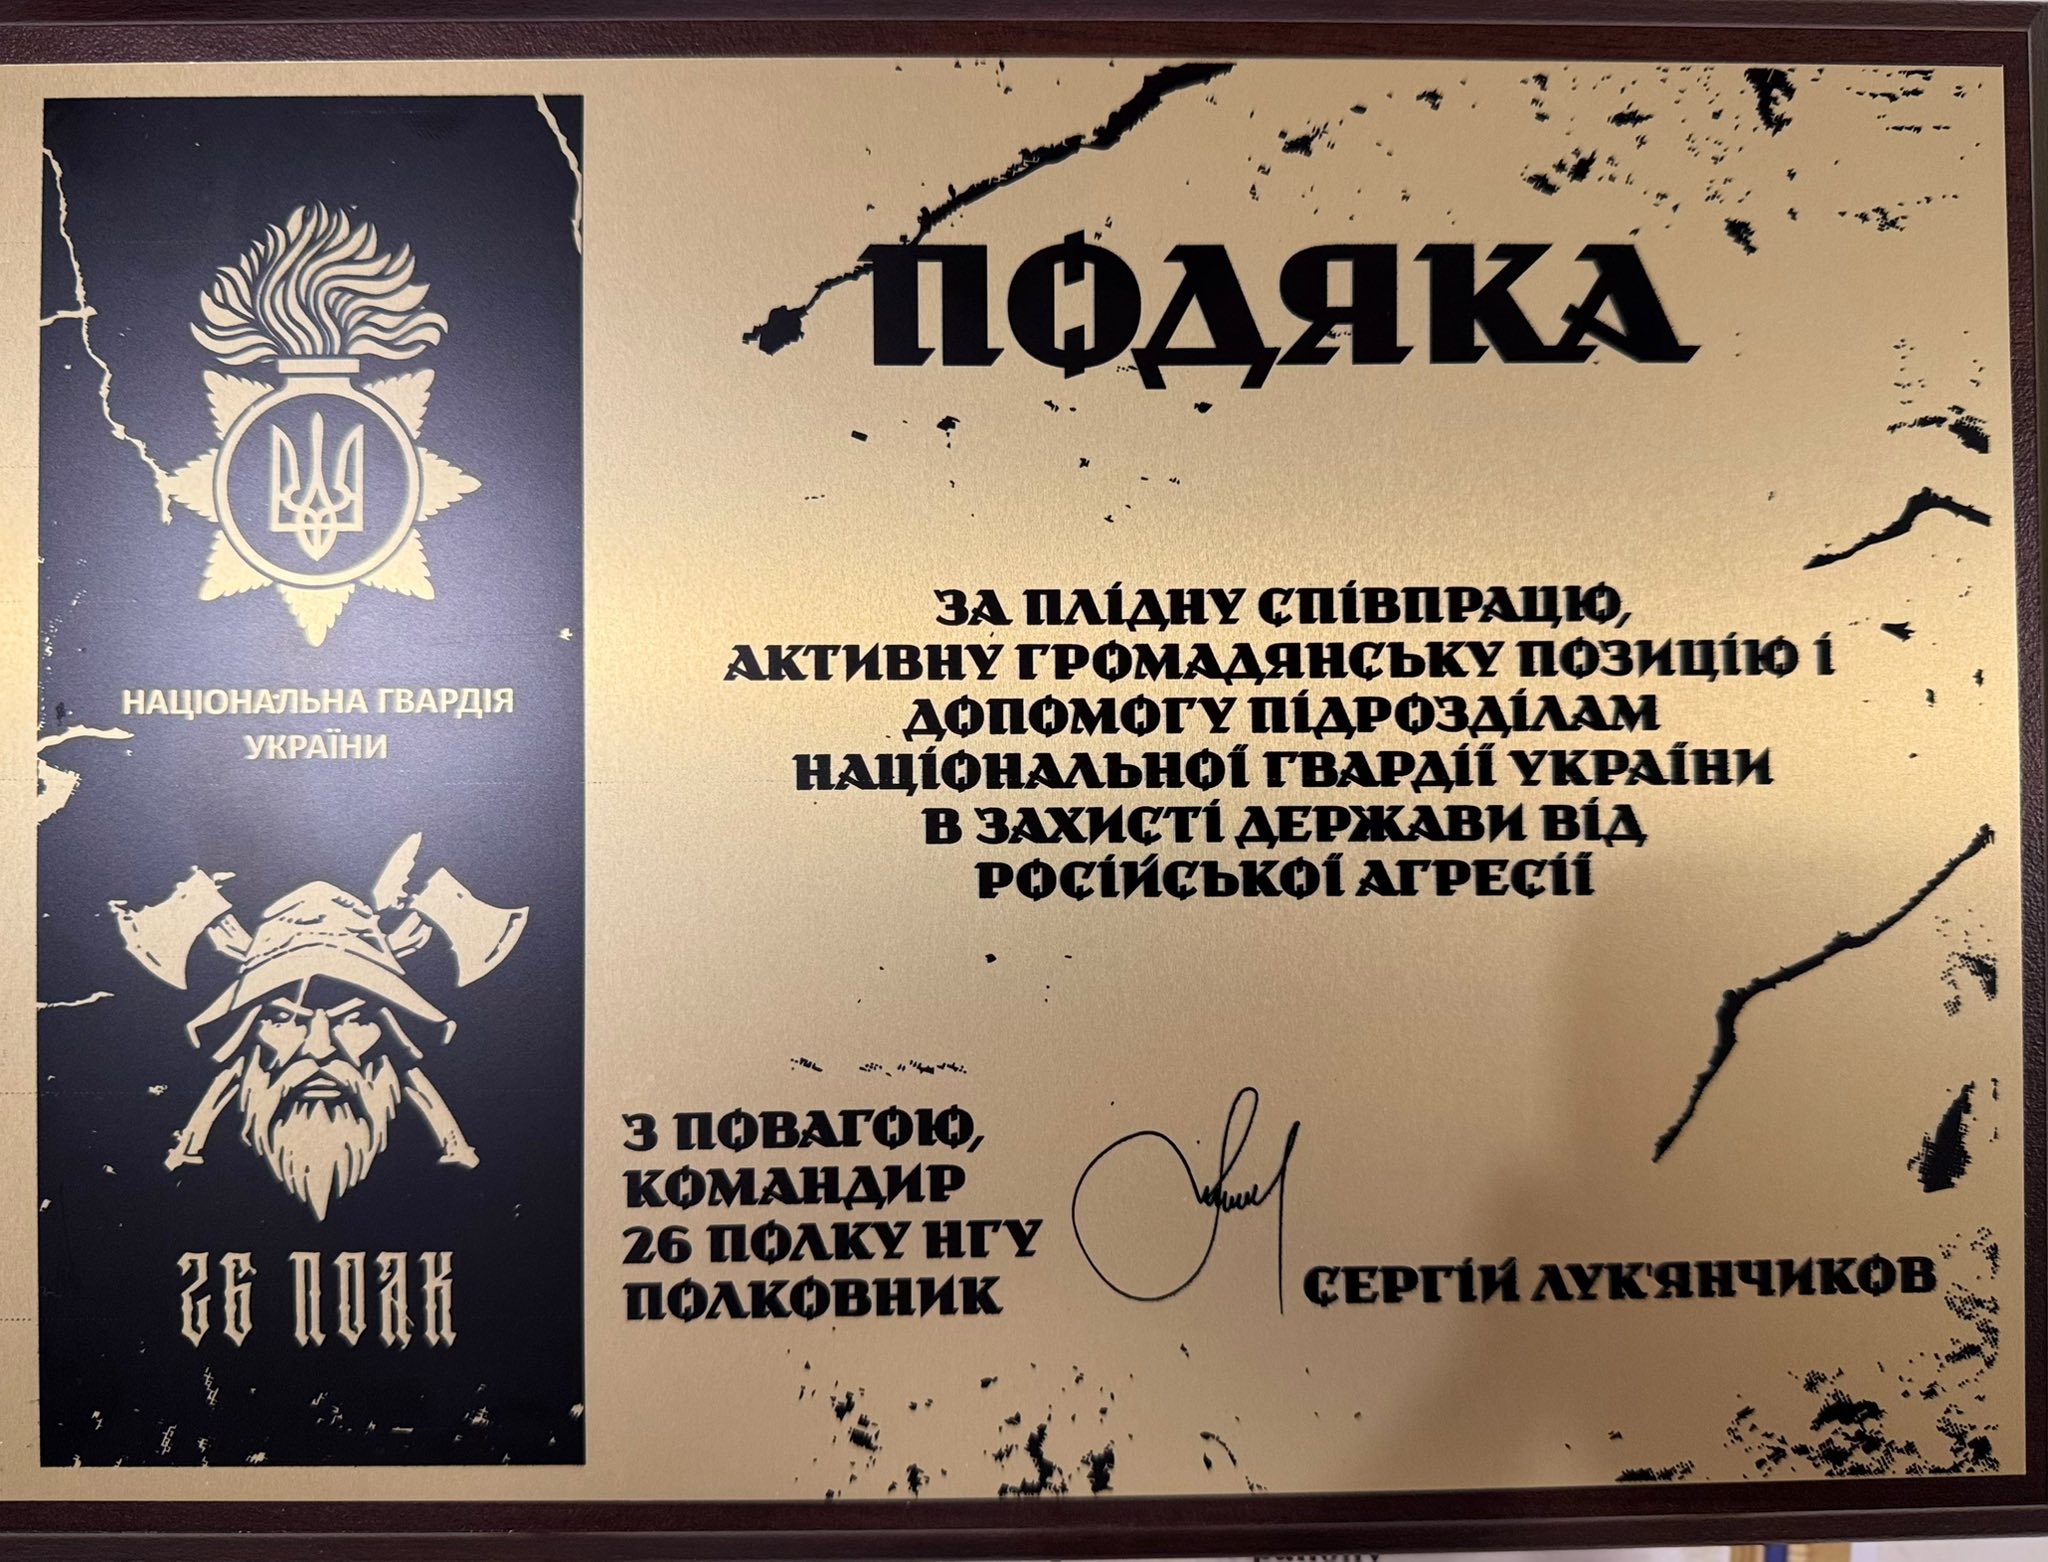 НАЦІОНАЛЬНА ГВАРДІЯ
УКРАЇНИ
26 ПОЛК
ПОДЯКА
ЗА ПЛІДНУ СПІВПРАЦЮ,
АКТИВНУ ГРОМАДЯНСЬКУ ПОЗИЦІЮ І
ДОПОМОГУ ПІДРОЗДІЛАМ
НАЦІОНАЛЬНОЇ ГВАРДІЇ УКРАЇНИ
В ЗАХИСТІ ДЕРЖАВИ ВІД
РОСІЙСЬКОЇ АГРЕСІЇ
З ПОВАГОЮ,
КОМАНДИР
26 ПОЛКУ НГУ
ПОЛКОВНИК
СЕРГІЙ ЛУК'ЯНЧИКОВ